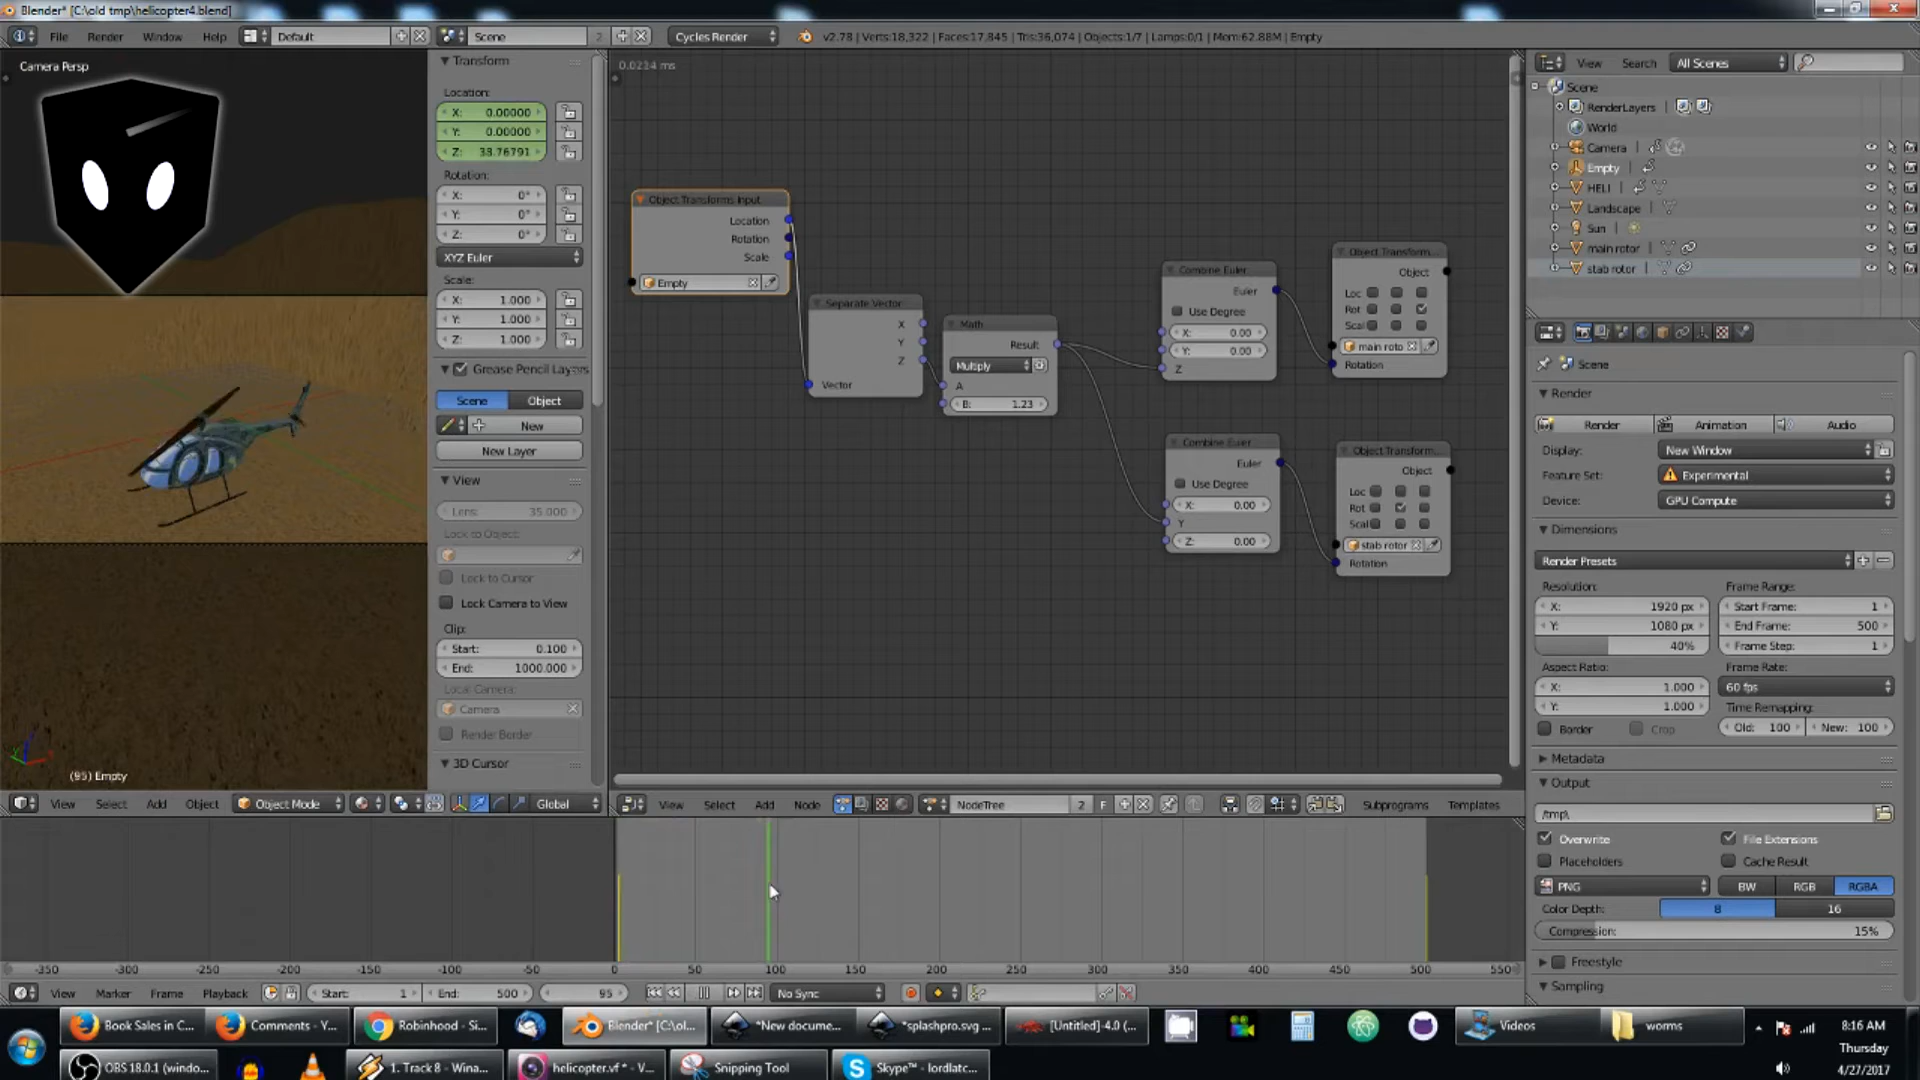 Blender* [C:\old tmp\helicopter4.blend]
File Render Window Help Default Scene 2 Cycles Render v2.78 | Verts:18,322 | Faces:17,845 | Tris:36,074 | Objects:1/7 | Lamps:0/1 | Mem:62.88M | Empty
Camera Persp
(95) Empty
Transform
Location:
X: 0.00000
Y: 0.00000
Z: 38.76791
Rotation:
X: 0°
Y: 0°
Z: 0°
XYZ Euler
Scale:
X: 1.000
Y: 1.000
Z: 1.000
Grease Pencil Layers
Scene Object
New
New Layer
View
Lens: 35.000
Lock to Object:
Lock to Cursor
Lock Camera to View
Clip:
Start: 0.100
End: 1000.000
Local Camera:
Camera
Render Border
3D Cursor
0.0214 ms
Object Transforms Input
Location
Rotation
Scale
Empty
Separate Vector
X
Y
Z
Vector
Math
Result
Multiply
A
B: 1.23
Combine Euler
Euler
Use Degree
X: 0.00
Y: 0.00
Z
Object Transform...
Object
Loc
Rot
Scal
main roto
Rotation
Combine Euler
Euler
Use Degree
X: 0.00
Y
Z: 0.00
Object Transform...
Object
Loc
Rot
Scal
stab rotor
Rotation
View Search All Scenes
Scene
RenderLayers
World
Camera
Empty
HELI
Landscape
Sun
main rotor
stab rotor
Scene
Render
Render Animation Audio
Display: New Window
Feature Set: Experimental
Device: GPU Compute
Dimensions
Render Presets
Resolution: Frame Range:
X: 1920 px Start Frame: 1
Y: 1080 px End Frame: 500
40% Frame Step: 1
Aspect Ratio: Frame Rate:
X: 1.000 60 fps
Y: 1.000 Time Remapping:
Border Crop Old: 100 New: 100
Metadata
Output
/tmp\
Overwrite File Extensions
Placeholders Cache Result
PNG BW RGB RGBA
Color Depth: 8 16
Compression: 15%
Freestyle
Sampling
View Select Add Object Object Mode Global
View Select Add Node NodeTree 2 F Subprograms Templates
-350 -300 -250 -200 -150 -100 -50 0 50 100 150 200 250 300 350 400 450 500 550
View Marker Frame Playback Start: 1 End: 500 95 No Sync
Book Sales in C... Comments - Y... Robinhood - Si... Blender* [C:\ol... *New docume... *splashpro.svg ... [Untitled]-4.0 (... Videos worms 8:16 AM
Thursday
OBS 18.0.1 (windo... 1. Track 8 - Wina... helicopter.vf * - V... Snipping Tool Skype™ - lordlatc... 4/27/2017